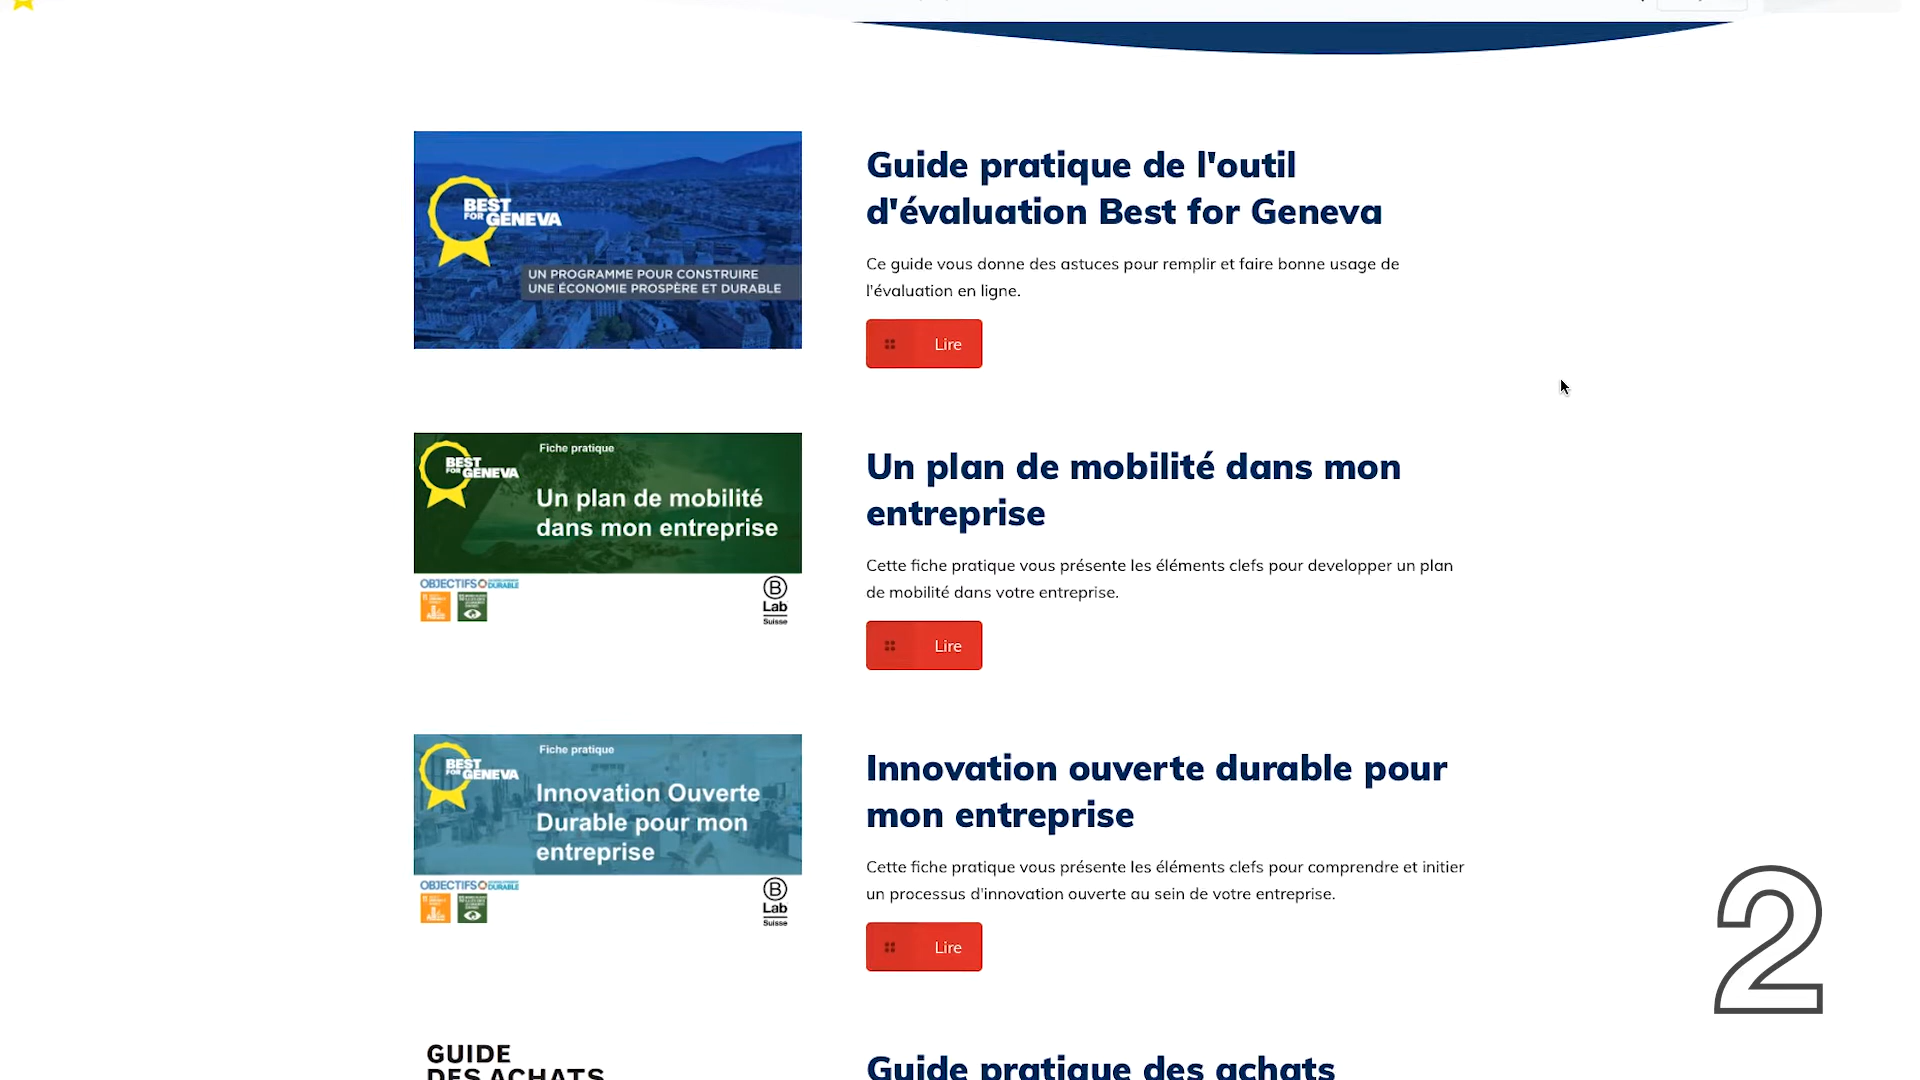 BEST
FOR GENEVA
UN PROGRAMME POUR CONSTRUIRE
UNE ÉCONOMIE PROSPÈRE ET DURABLE
Guide pratique de l'outil
d'évaluation Best for Geneva
Ce guide vous donne des astuces pour remplir et faire bonne usage de
l'évaluation en ligne.
Lire
BEST
FOR GENEVA
Fiche pratique
Un plan de mobilité
dans mon entreprise
OBJECTIFS
DURABLE
B
Lab
Suisse
Un plan de mobilité dans mon
entreprise
Cette fiche pratique vous présente les éléments clefs pour developper un plan
de mobilité dans votre entreprise.
Lire
BEST
FOR GENEVA
Fiche pratique
Innovation Ouverte
Durable pour mon
entreprise
OBJECTIFS
DURABLE
B
Lab
Suisse
Innovation ouverte durable pour
mon entreprise
Cette fiche pratique vous présente les éléments clefs pour comprendre et initier
un processus d'innovation ouverte au sein de votre entreprise.
Lire
2
GUIDE
DES ACHATS
Guide pratique des achats